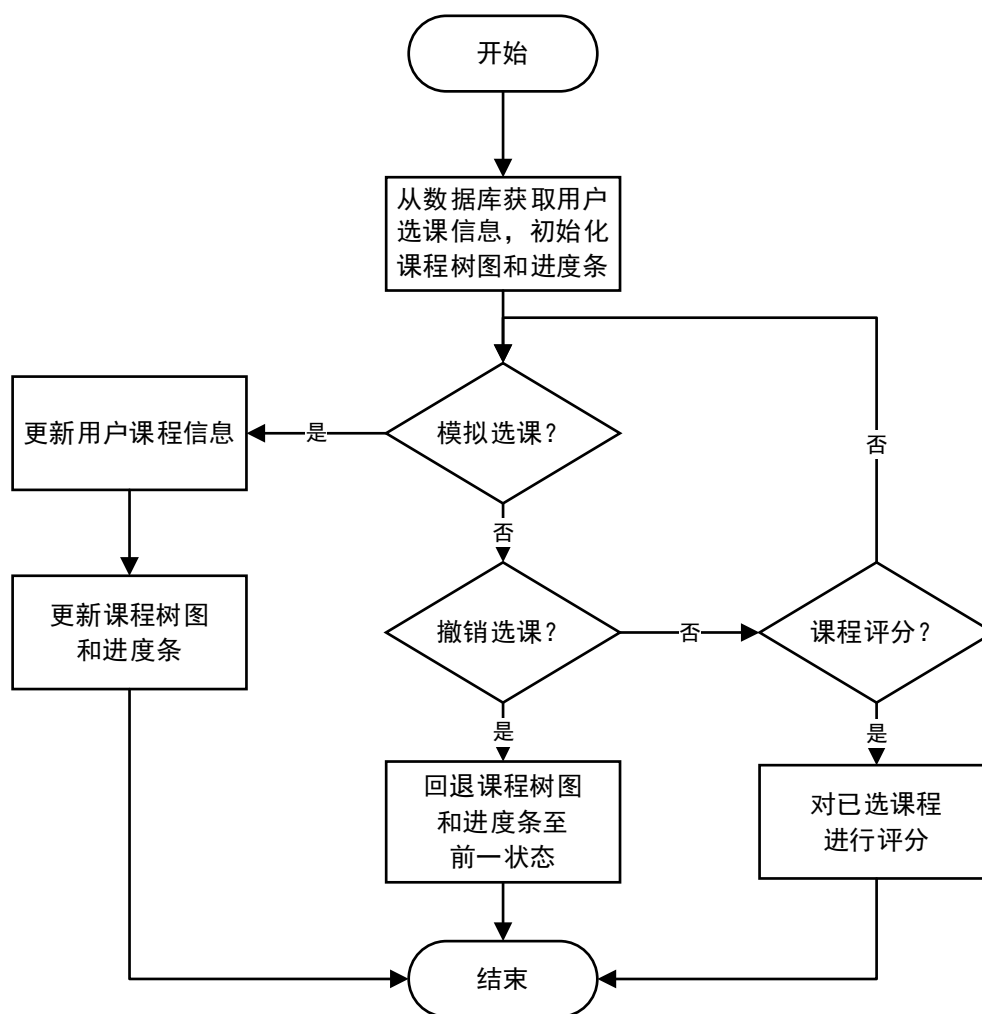 开始
从数据库获取用户
选课信息，初始化
课程树图和进度条
更新用户课程信息
是
模拟选课？
否
否
更新课程树图
和进度条
撤销选课？
否
课程评分？
是
是
回退课程树图
和进度条至
前一状态
对已选课程
进行评分
结束